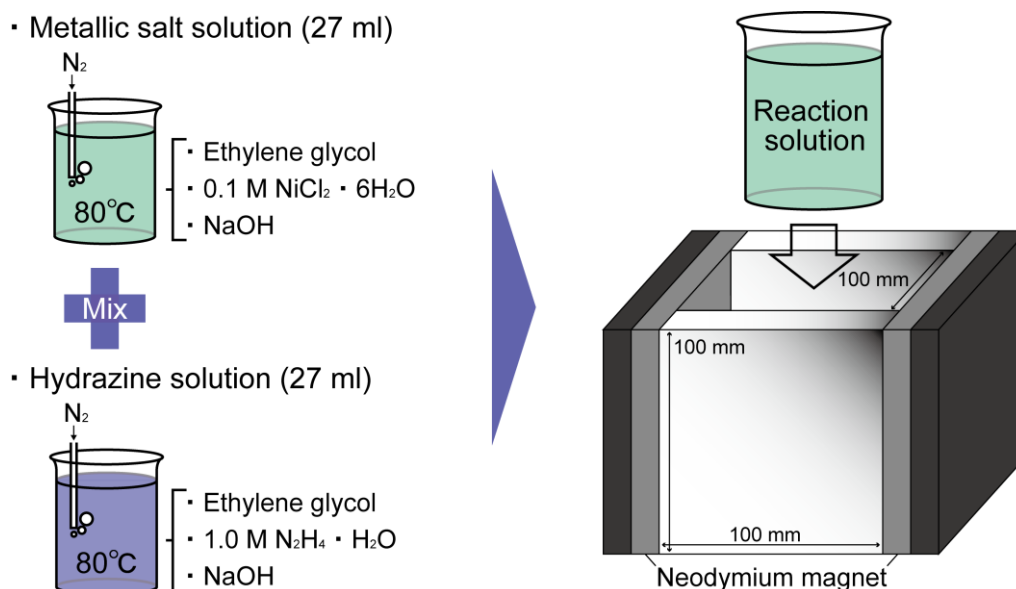 ・Metallic salt solution (27 ml)
N₂
80℃
・Ethylene glycol
・0.1 M NiCl₂・6H₂O
・NaOH
Mix
・Hydrazine solution (27 ml)
N₂
80℃
・Ethylene glycol
・1.0 M N₂H₄・H₂O
・NaOH
Reaction
solution
100 mm
100 mm
100 mm
Neodymium magnet